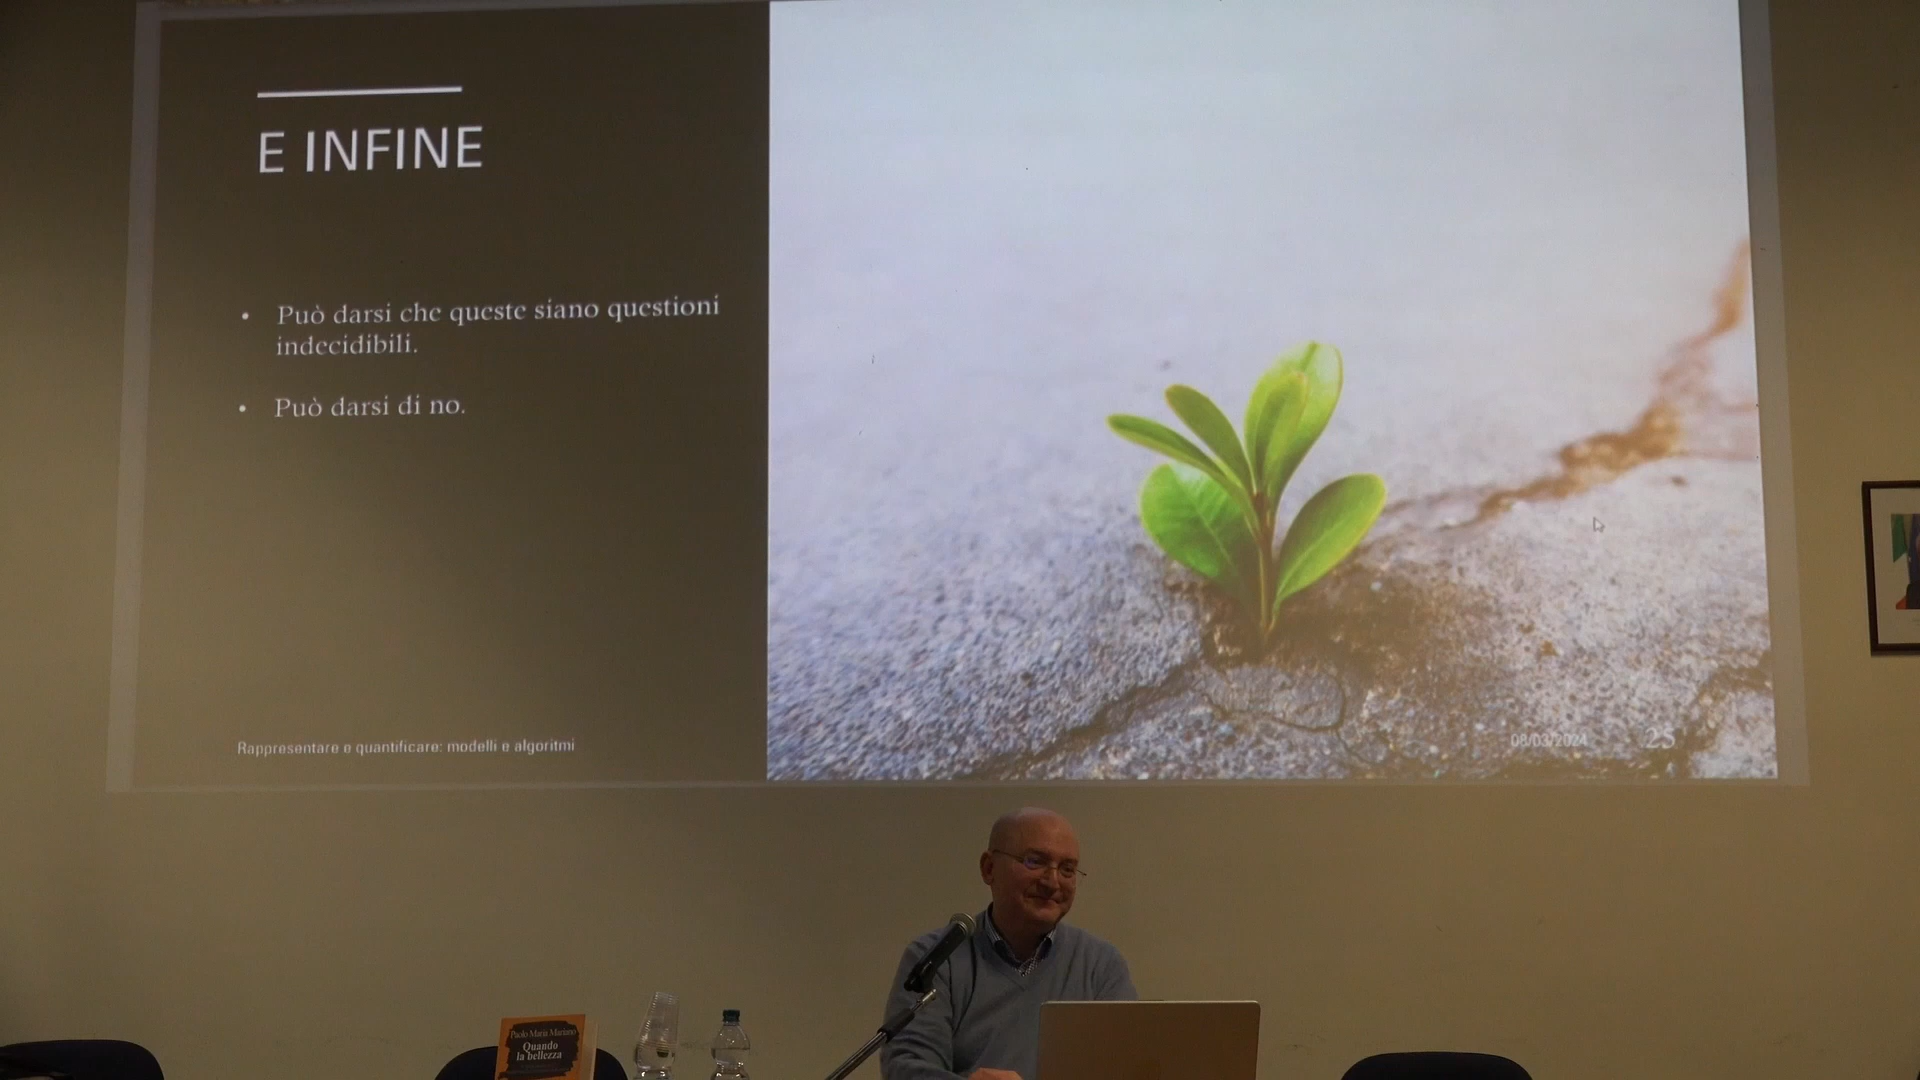 E INFINE
• Può darsi che queste siano questioni
indecidibili.
• Può darsi di no.
Rappresentare e quantificare: modelli e algoritmi
08/03/2024
25
Paolo Maria Mariano
Quando
la bellezza